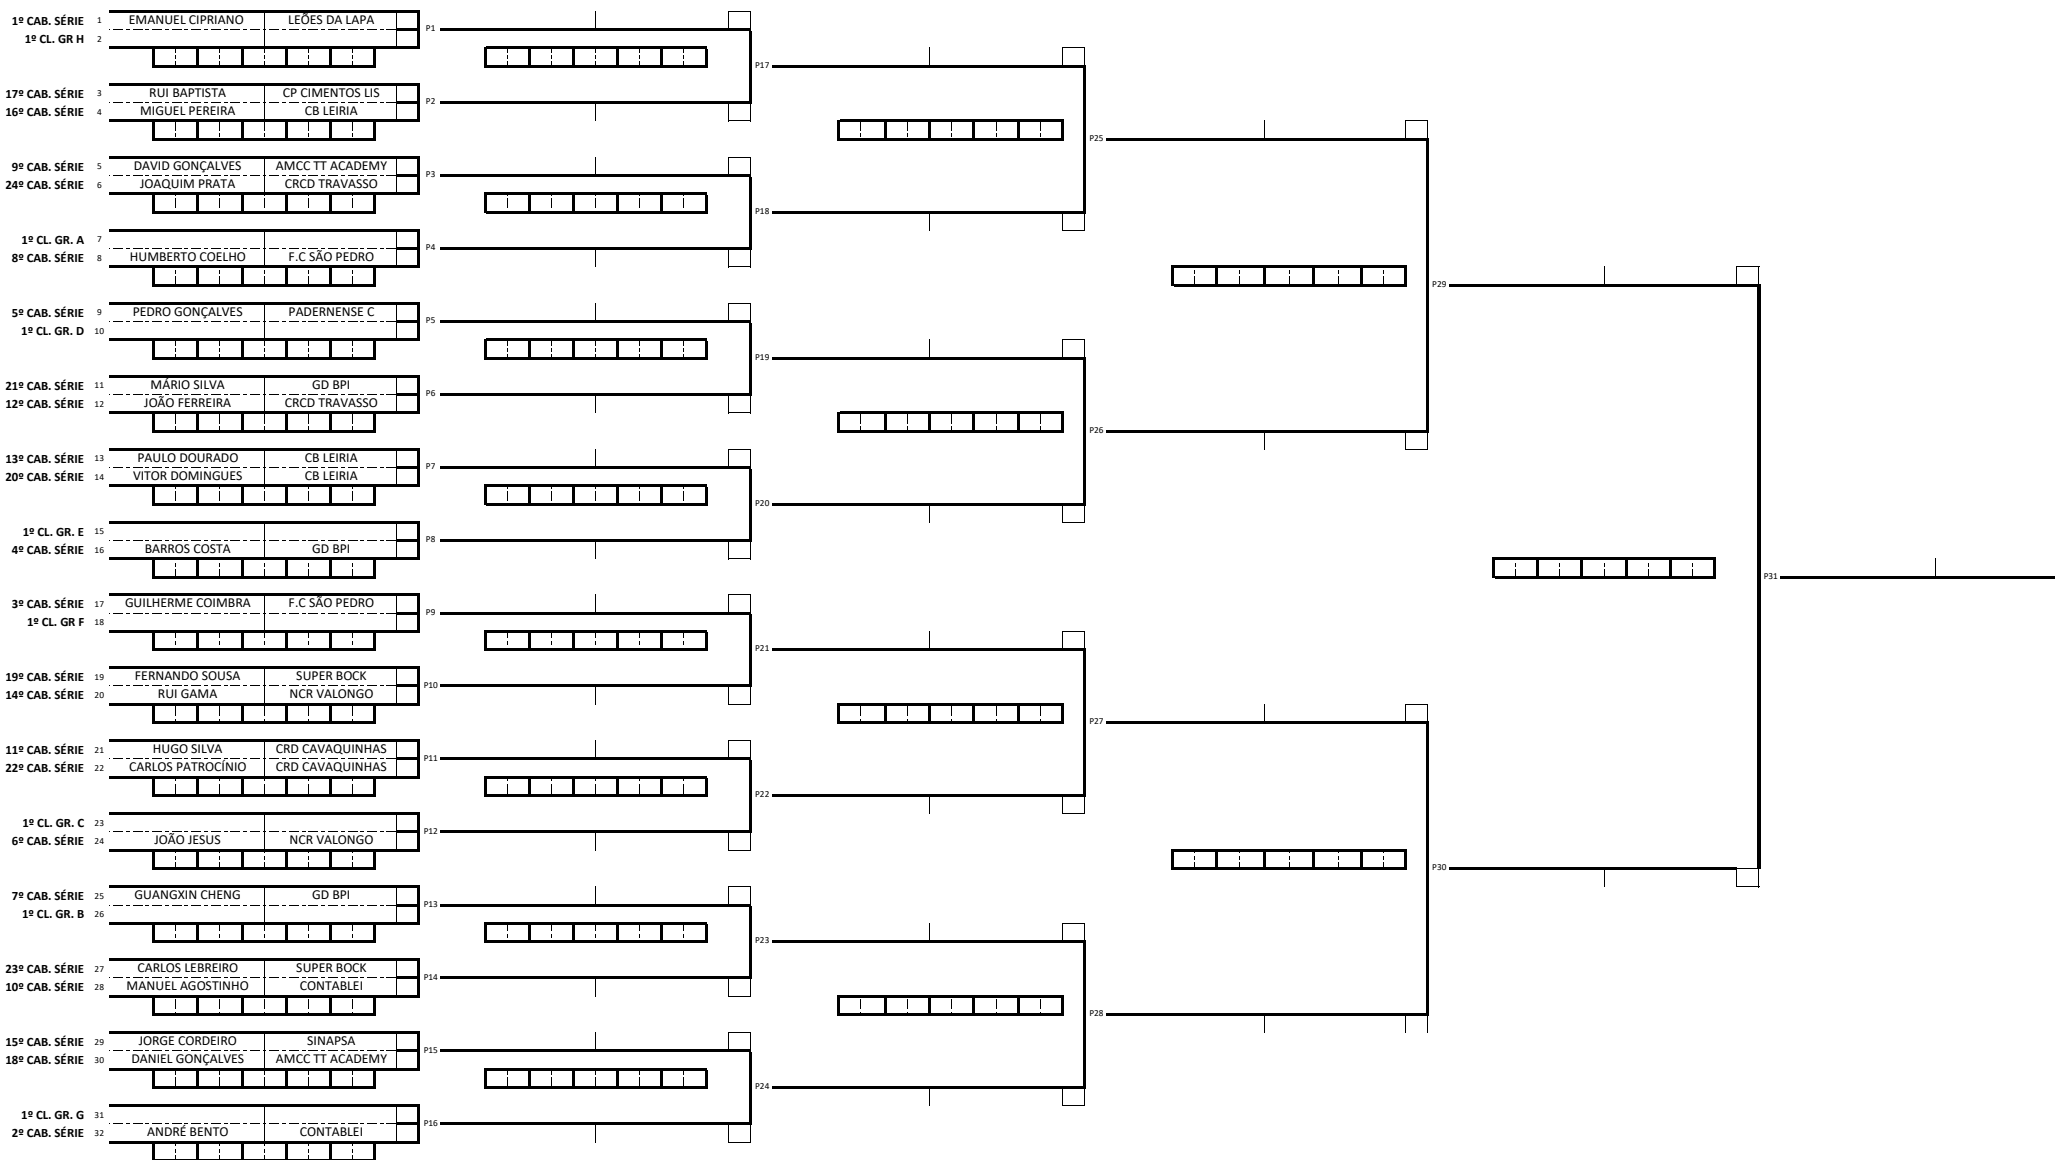 1º CAB. SÉRIE 1 EMANUEL CIPRIANO LEÕES DA LAPA
P1
1º CL. GR H 2
P17
17º CAB. SÉRIE 3 RUI BAPTISTA CP CIMENTOS LIS
P2
16º CAB. SÉRIE 4 MIGUEL PEREIRA CB LEIRIA
P25
9º CAB. SÉRIE 5 DAVID GONÇALVES AMCC TT ACADEMY
P3
24º CAB. SÉRIE 6 JOAQUIM PRATA CRCD TRAVASSO
P18
1º CL. GR. A 7
P4
8º CAB. SÉRIE 8 HUMBERTO COELHO F.C SÃO PEDRO
P29
5º CAB. SÉRIE 9 PEDRO GONÇALVES PADERNENSE C
P5
1º CL. GR. D 10
P19
21º CAB. SÉRIE 11 MÁRIO SILVA GD BPI
P6
12º CAB. SÉRIE 12 JOÃO FERREIRA CRCD TRAVASSO
P26
13º CAB. SÉRIE 13 PAULO DOURADO CB LEIRIA
P7
20º CAB. SÉRIE 14 VITOR DOMINGUES CB LEIRIA
P20
1º CL. GR. E 15
P8
4º CAB. SÉRIE 16 BARROS COSTA GD BPI
P31
3º CAB. SÉRIE 17 GUILHERME COIMBRA F.C SÃO PEDRO
P9
1º CL. GR F 18
P21
19º CAB. SÉRIE 19 FERNANDO SOUSA SUPER BOCK
P10
14º CAB. SÉRIE 20 RUI GAMA NCR VALONGO
P27
11º CAB. SÉRIE 21 HUGO SILVA CRD CAVAQUINHAS
P11
22º CAB. SÉRIE 22 CARLOS PATROCÍNIO CRD CAVAQUINHAS
P22
1º CL. GR. C 23
P12
6º CAB. SÉRIE 24 JOÃO JESUS NCR VALONGO
P30
7º CAB. SÉRIE 25 GUANGXIN CHENG GD BPI
P13
1º CL. GR. B 26
P23
23º CAB. SÉRIE 27 CARLOS LEBREIRO SUPER BOCK
P14
10º CAB. SÉRIE 28 MANUEL AGOSTINHO CONTABLEI
P28
15º CAB. SÉRIE 29 JORGE CORDEIRO SINAPSA
P15
18º CAB. SÉRIE 30 DANIEL GONÇALVES AMCC TT ACADEMY
P24
1º CL. GR. G 31
P16
2º CAB. SÉRIE 32 ANDRÉ BENTO CONTABLEI